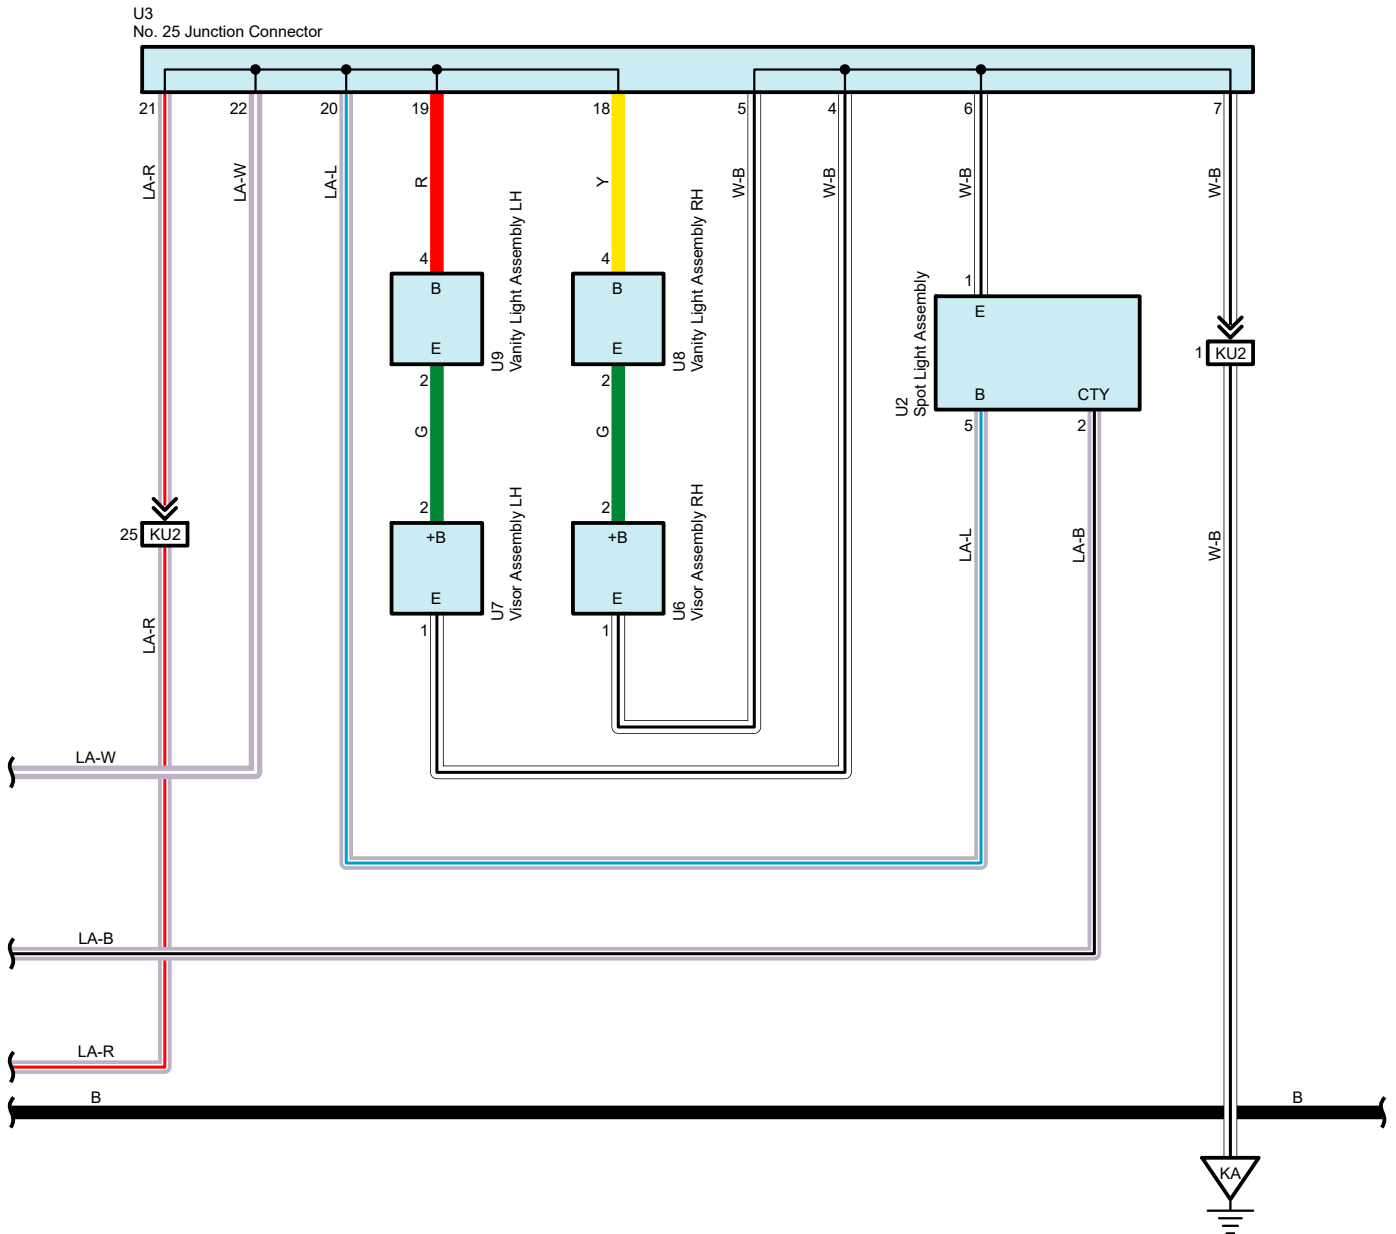 U3
No. 25 Junction Connector
21
22
20
19
18
5
4
6
7
LA-R
LA-W
LA-L
R
Y
W-B
W-B
W-B
W-B
4
B
E
2
U9
Vanity Light Assembly LH
4
B
E
2
U8
Vanity Light Assembly RH
1
E
B
CTY
5
2
U2
Spot Light Assembly
1
KU2
G
G
2
+B
E
1
U7
Visor Assembly LH
2
+B
E
1
U6
Visor Assembly RH
25
KU2
LA-L
LA-B
W-B
LA-R
LA-W
LA-B
LA-R
B
B
KA